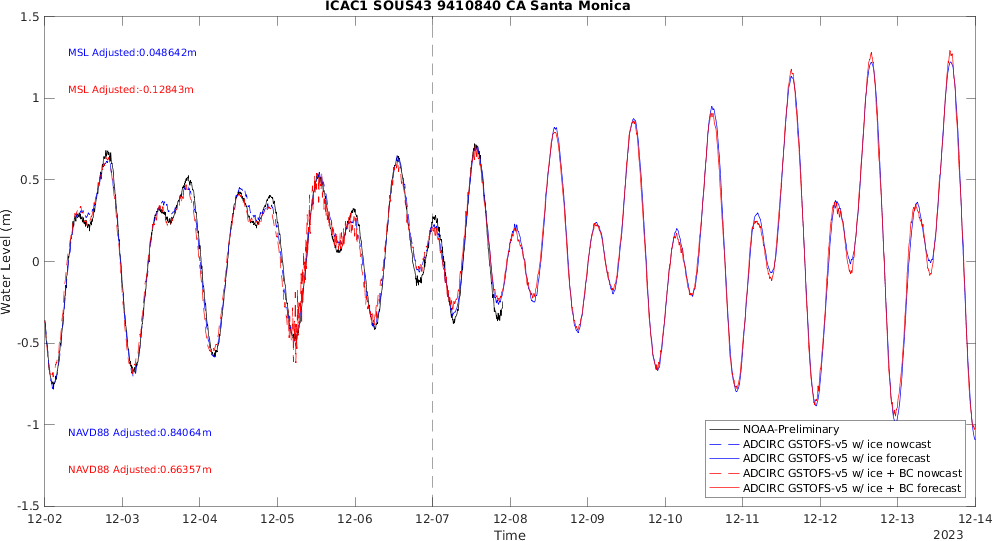 ICAC1 SOUS43 9410840 CA Santa Monica
1.5
1
0.5
0
-0.5
-1
-1.5
Water Level (m)
MSL Adjusted:0.048642m
MSL Adjusted:-0.12843m
NAVD88 Adjusted:0.84064m
NAVD88 Adjusted:0.66357m
NOAA-Preliminary
ADCIRC GSTOFS-v5 w/ ice nowcast
ADCIRC GSTOFS-v5 w/ ice forecast
ADCIRC GSTOFS-v5 w/ ice + BC nowcast
ADCIRC GSTOFS-v5 w/ ice + BC forecast
12-02 12-03 12-04 12-05 12-06 12-07 12-08 12-09 12-10 12-11 12-12 12-13 12-14
Time
2023